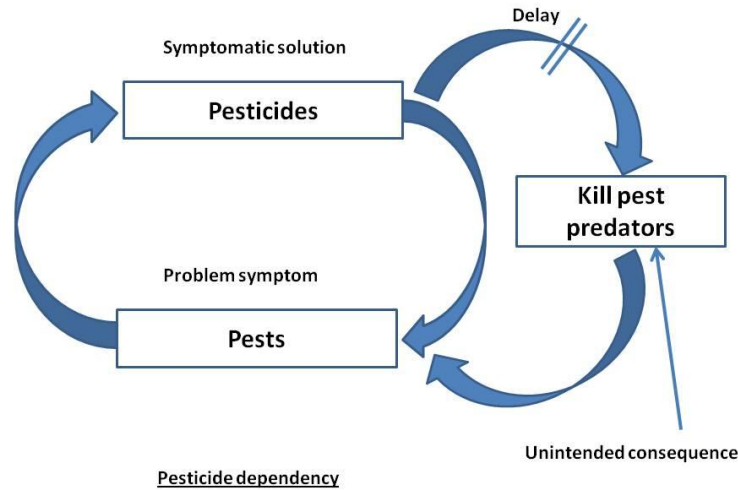 Delay
Symptomatic solution
Pesticides
Kill pest
predators
Problem symptom
Pests
Unintended consequence
Pesticide dependency